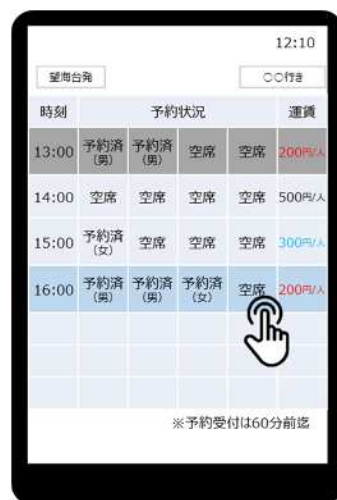 12:10
望海台発 〇〇行き
時刻 予約状況 運賃
13:00 予約済(男) 予約済(男) 空席 空席 200円/人
14:00 空席 空席 空席 空席 500円/人
15:00 予約済(女) 空席 空席 空席 300円/人
16:00 予約済(男) 予約済(男) 予約済(女) 空席 200円/人
※予約受付は60分前迄